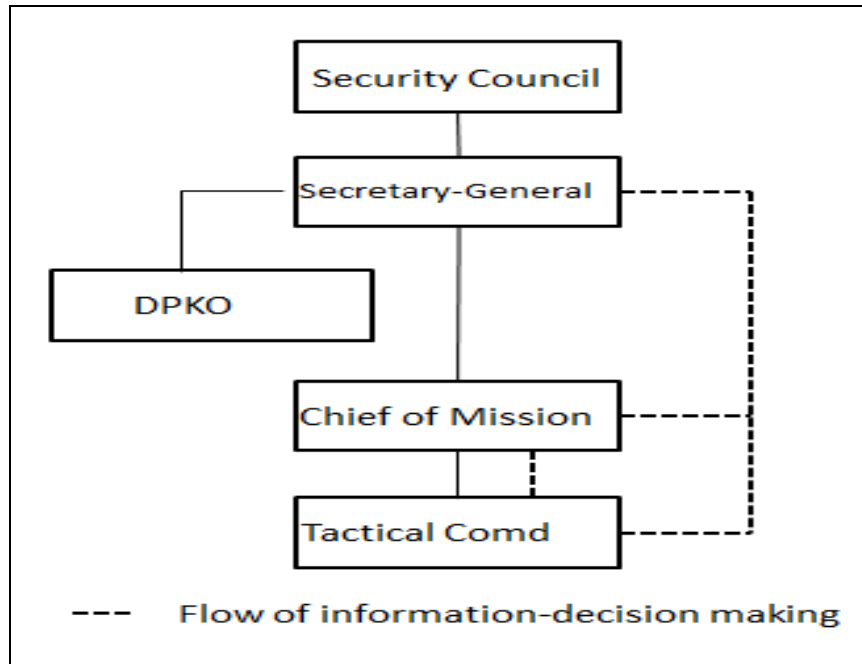 Security Council
Secretary-General
DPKO
Chief of Mission
Tactical Comd
Flow of information-decision making